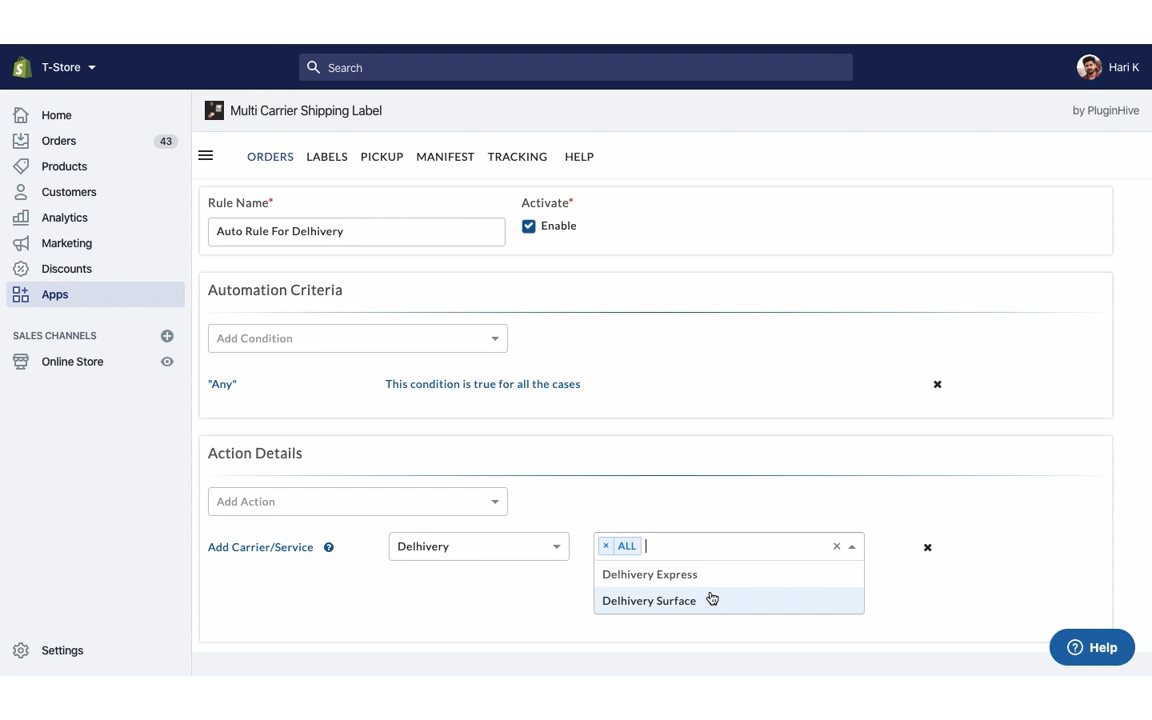 T-Store
Search
Hari K
Home
Orders 43
Products
Customers
Analytics
Marketing
Discounts
Apps
SALES CHANNELS
Online Store
Settings
Multi Carrier Shipping Label
by PluginHive
ORDERS LABELS PICKUP MANIFEST TRACKING HELP
Rule Name*
Activate*
Auto Rule For Delhivery
Enable
Automation Criteria
Add Condition
"Any" This condition is true for all the cases
Action Details
Add Action
Add Carrier/Service ? Delhivery × ALL
Delhivery Express
Delhivery Surface
? Help